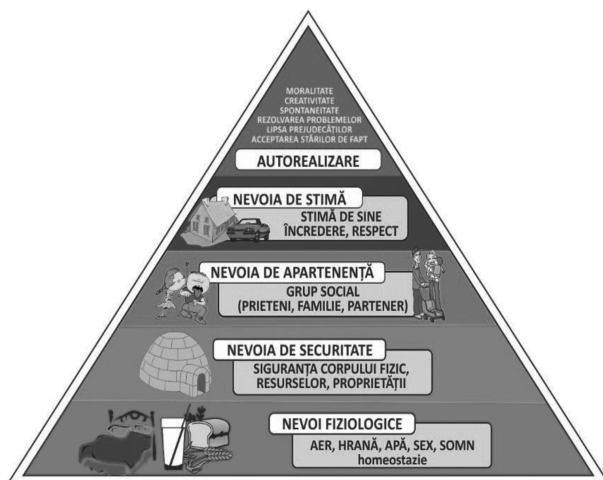 MORALITATE
CREATIVITATE
SPONTANEITATE
REZOLVAREA PROBLEMELOR
LIPSA PREJUDECĂȚILOR
ACCEPTAREA STĂRILOR DE FAPT
AUTOREALIZARE
NEVOIA DE STIMĂ
STIMĂ DE SINE
ÎNCREDERE, RESPECT
NEVOIA DE APARTENENȚĂ
GRUP SOCIAL
(PRIETENI, FAMILIE, PARTENER)
NEVOIA DE SECURITATE
SIGURANȚA CORPULUI FIZIC,
RESURSELOR, PROPRIETĂȚII
NEVOI FIZIOLOGICE
AER, HRANĂ, APĂ, SEX, SOMN
homeostazie